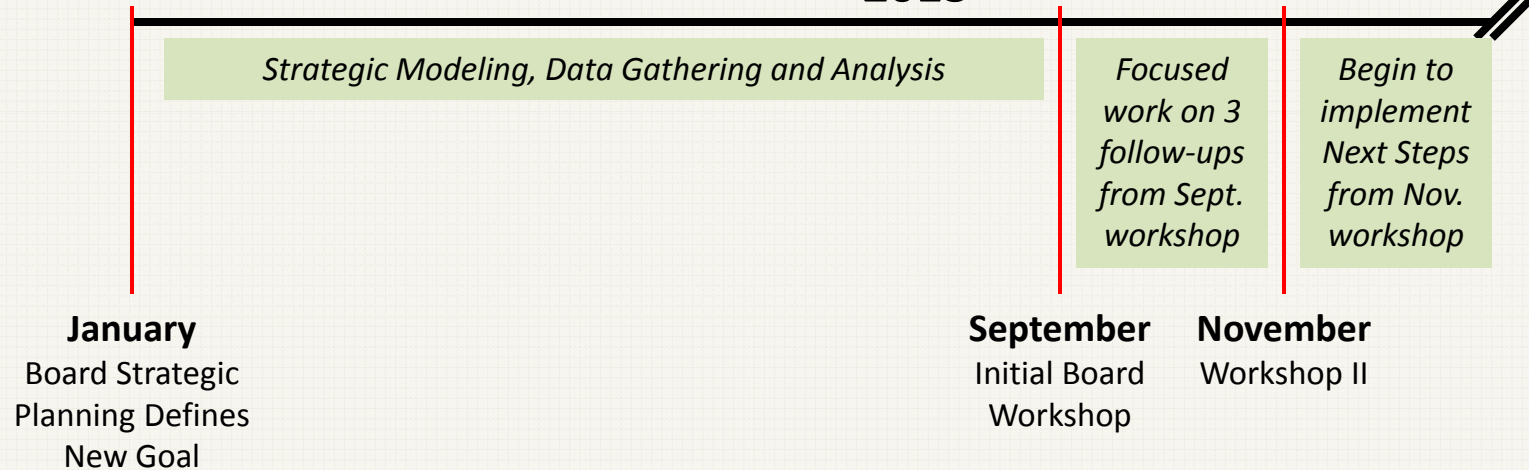 Strategic Modeling, Data Gathering and Analysis
Focused
work on 3
follow-ups
from Sept.
workshop
Begin to
implement
Next Steps
from Nov.
workshop
January
Board Strategic
Planning Defines
New Goal
September
Initial Board
Workshop
November
Workshop II